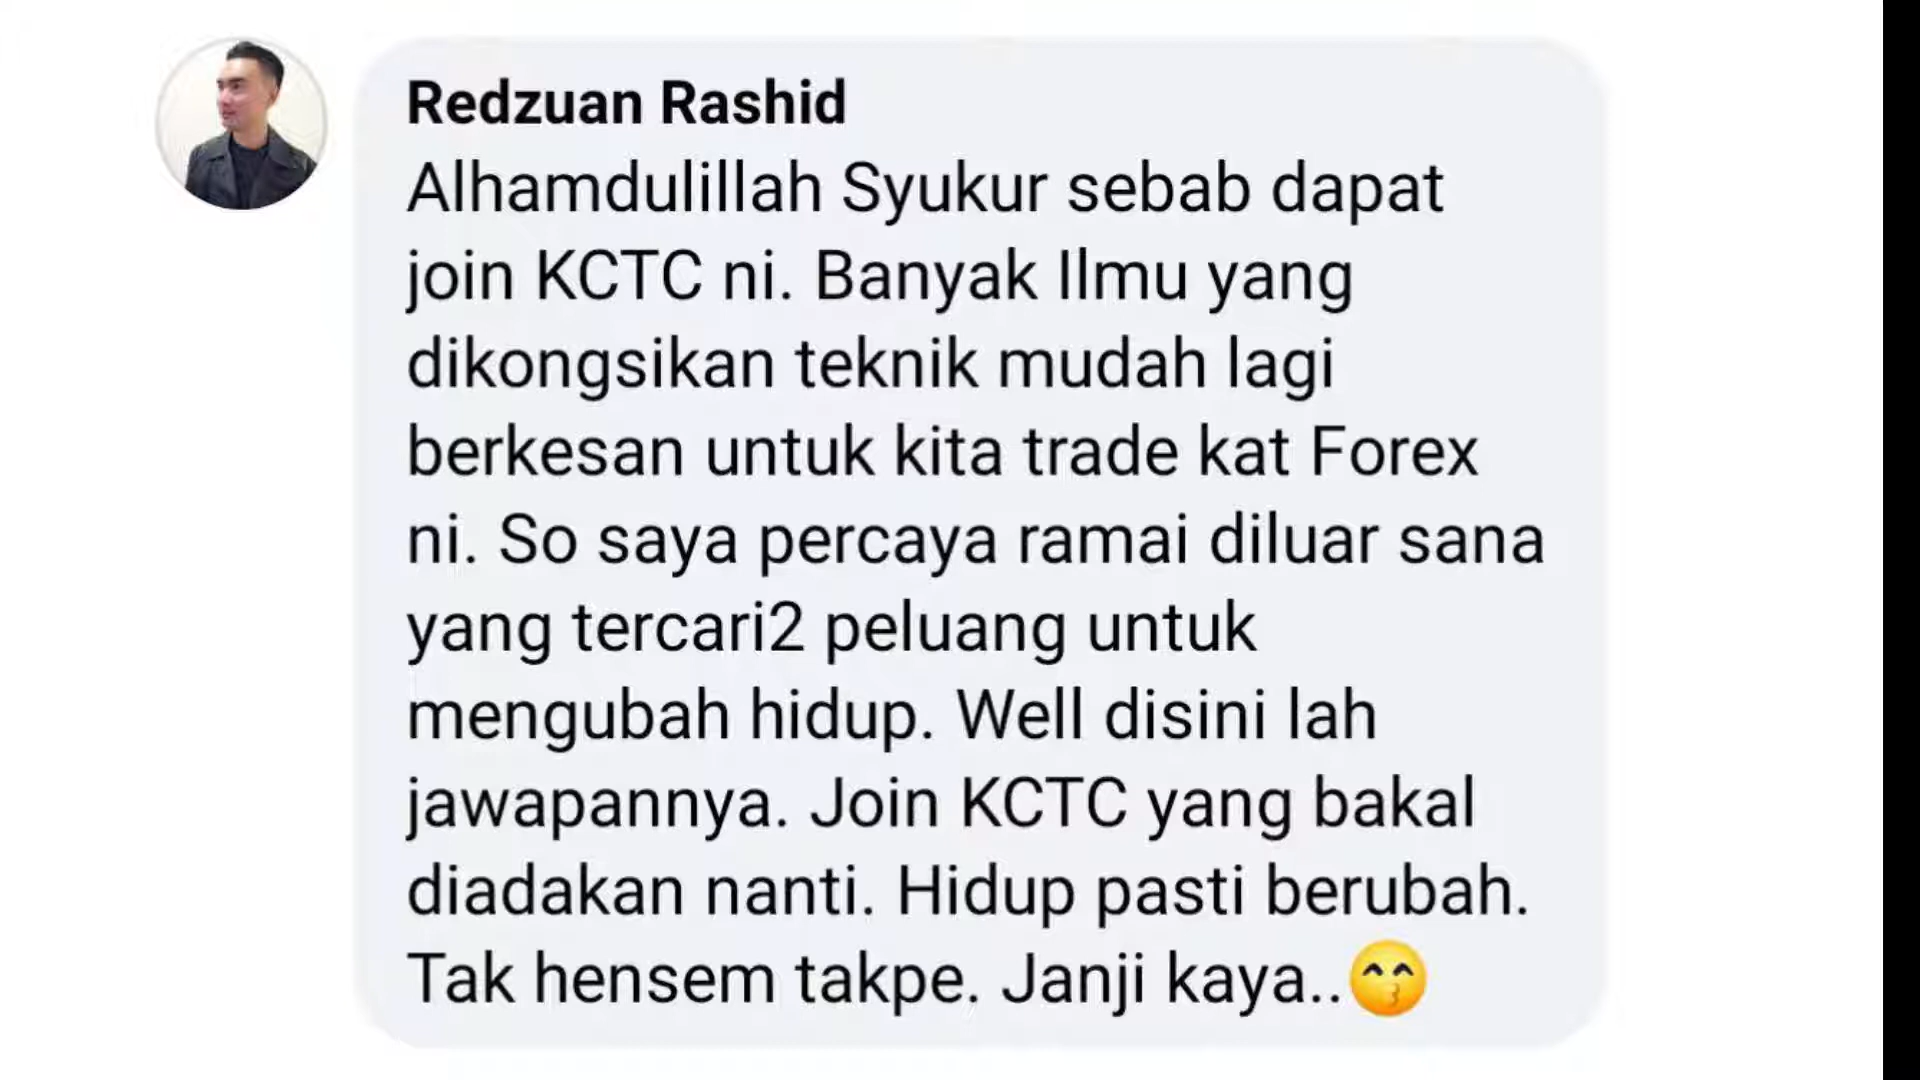 Redzuan Rashid
Alhamdulillah Syukur sebab dapat
join KCTC ni. Banyak Ilmu yang
dikongsikan teknik mudah lagi
berkesan untuk kita trade kat Forex
ni. So saya percaya ramai diluar sana
yang tercari2 peluang untuk
mengubah hidup. Well disini lah
jawapannya. Join KCTC yang bakal
diadakan nanti. Hidup pasti berubah.
Tak hensem takpe. Janji kaya..😙